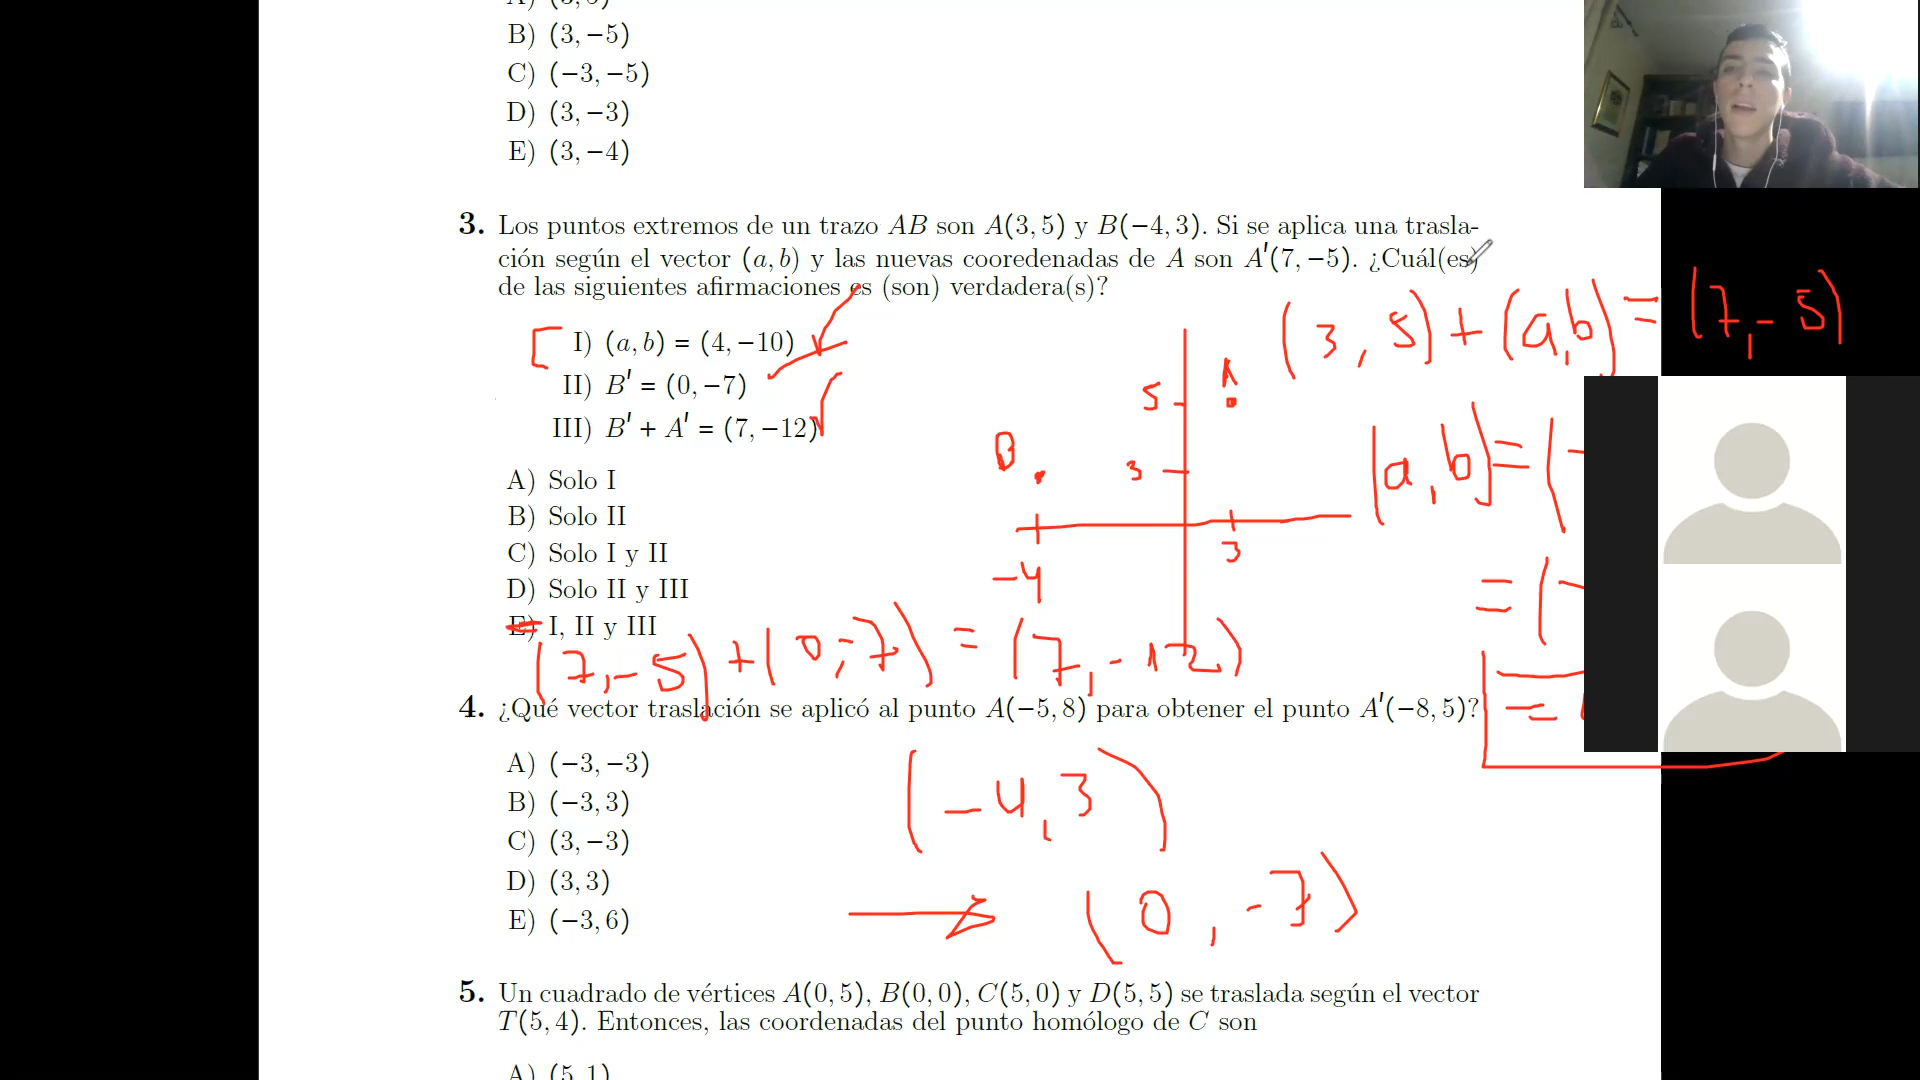 B) (3, −5)
C) (−3, −5)
D) (3, −3)
E) (3, −4)
3. Los puntos extremos de un trazo AB son A(3, 5) y B(−4, 3). Si se aplica una trasla-
ción según el vector (a, b) y las nuevas cooredenadas de A son A′(7, −5). ¿Cuál(es)
de las siguientes afirmaciones es (son) verdadera(s)?
(3, 5) + (a, b) = (7, −5)
I) (a, b) = (4, −10)
II) B′ = (0, −7)
III) B′ + A′ = (7, −12)
A
5
B
3
−4
3
(a, b) = (−
= (−
=
A) Solo I
B) Solo II
C) Solo I y II
D) Solo II y III
E) I, II y III
(7, −5) + (0, −7) = (7, −12)
4. ¿Qué vector traslación se aplicó al punto A(−5, 8) para obtener el punto A′(−8, 5)?
A) (−3, −3)
B) (−3, 3)
C) (3, −3)
D) (3, 3)
E) (−3, 6)
(−4, 3)
(0, −7)
5. Un cuadrado de vértices A(0, 5), B(0, 0), C(5, 0) y D(5, 5) se traslada según el vector
T(5, 4). Entonces, las coordenadas del punto homólogo de C son
A) (5, 1)